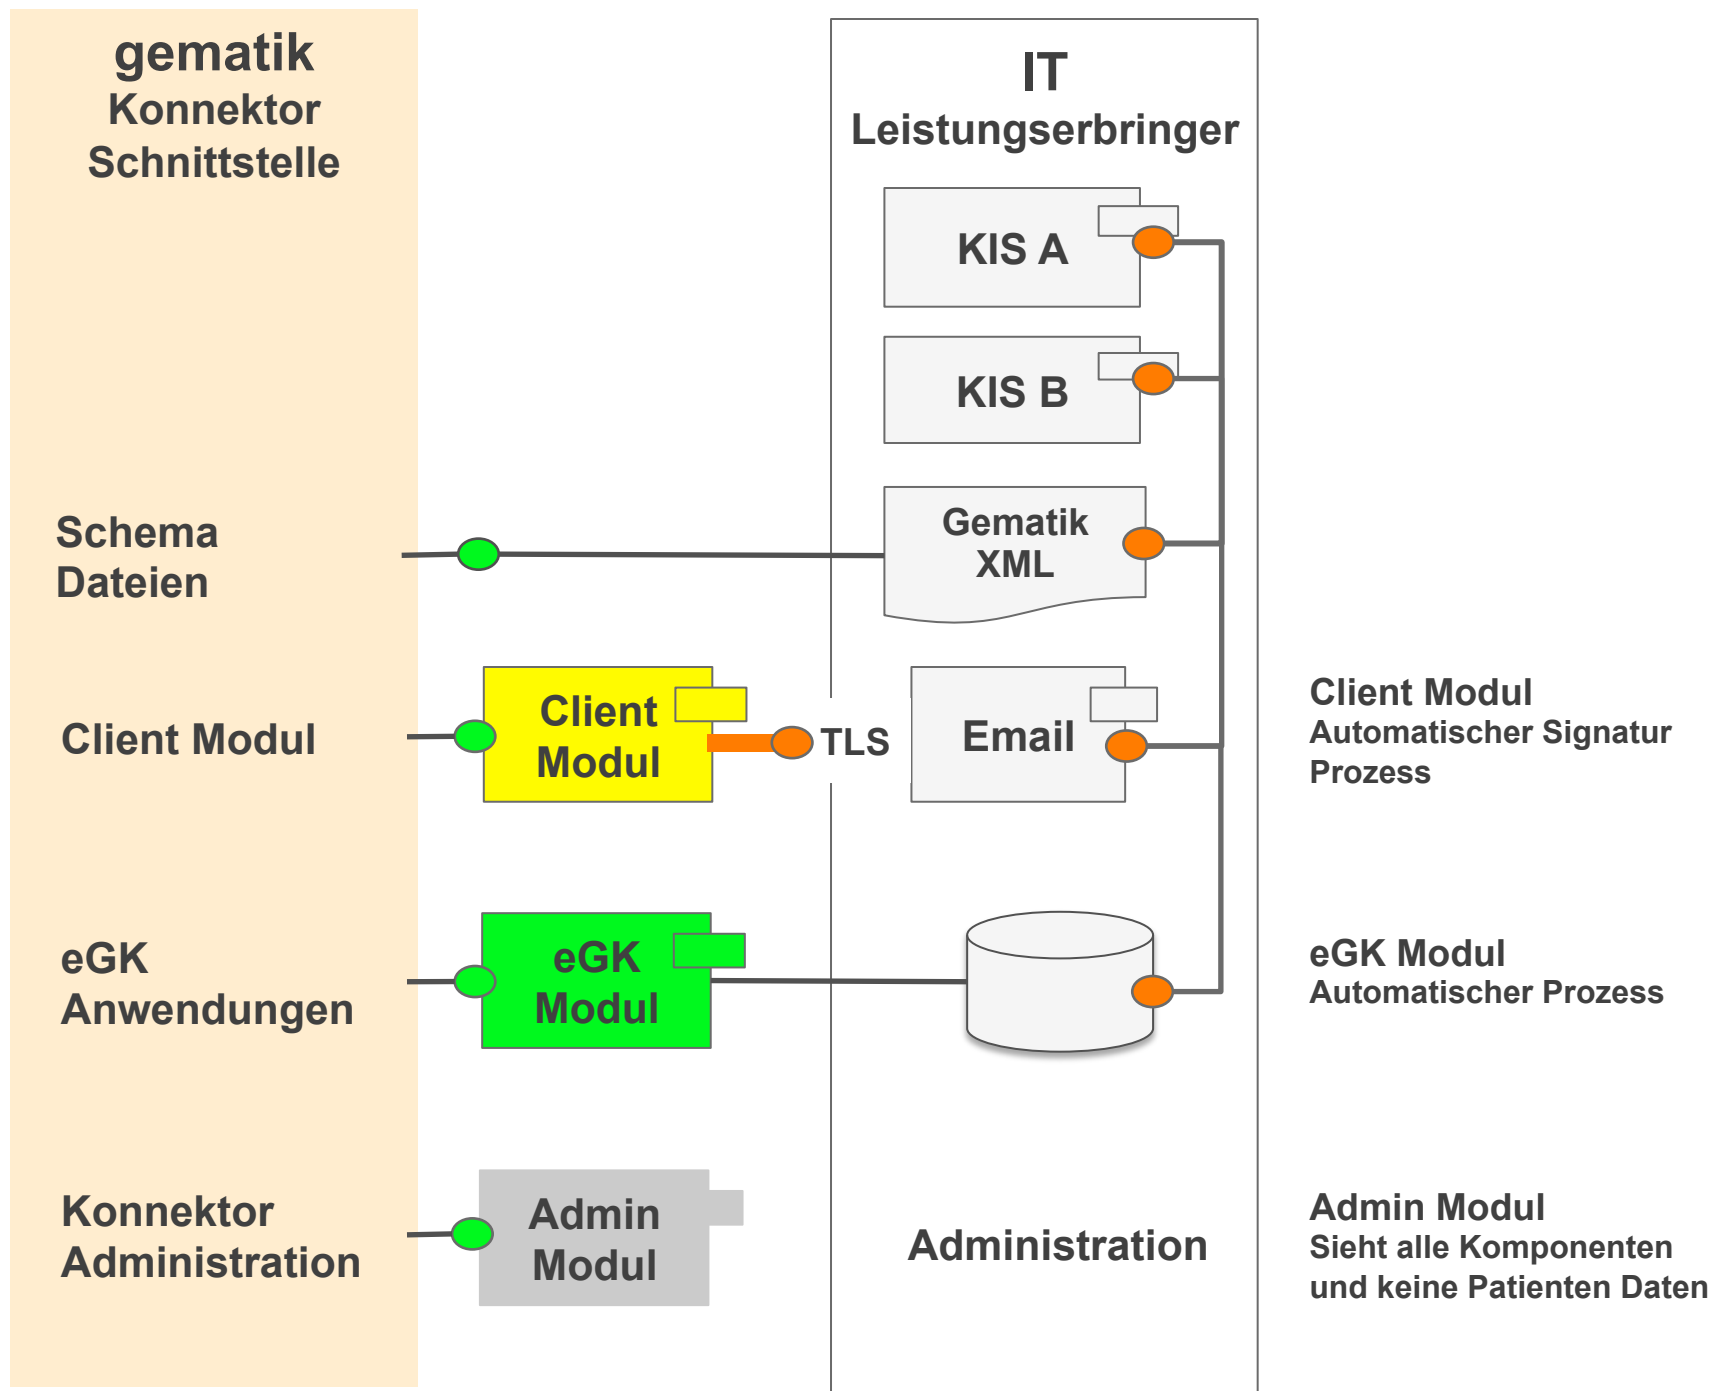 gematik
Konnektor
Schnittstelle
IT
Leistungserbringer
KIS A
KIS B
Schema
Dateien
Gematik
XML
Client Modul
Client
Modul
TLS
Email
Client Modul
Automatischer Signatur
Prozess
eGK
Anwendungen
eGK
Modul
eGK Modul
Automatischer Prozess
Konnektor
Administration
Admin
Modul
Administration
Admin Modul
Sieht alle Komponenten
und keine Patienten Daten